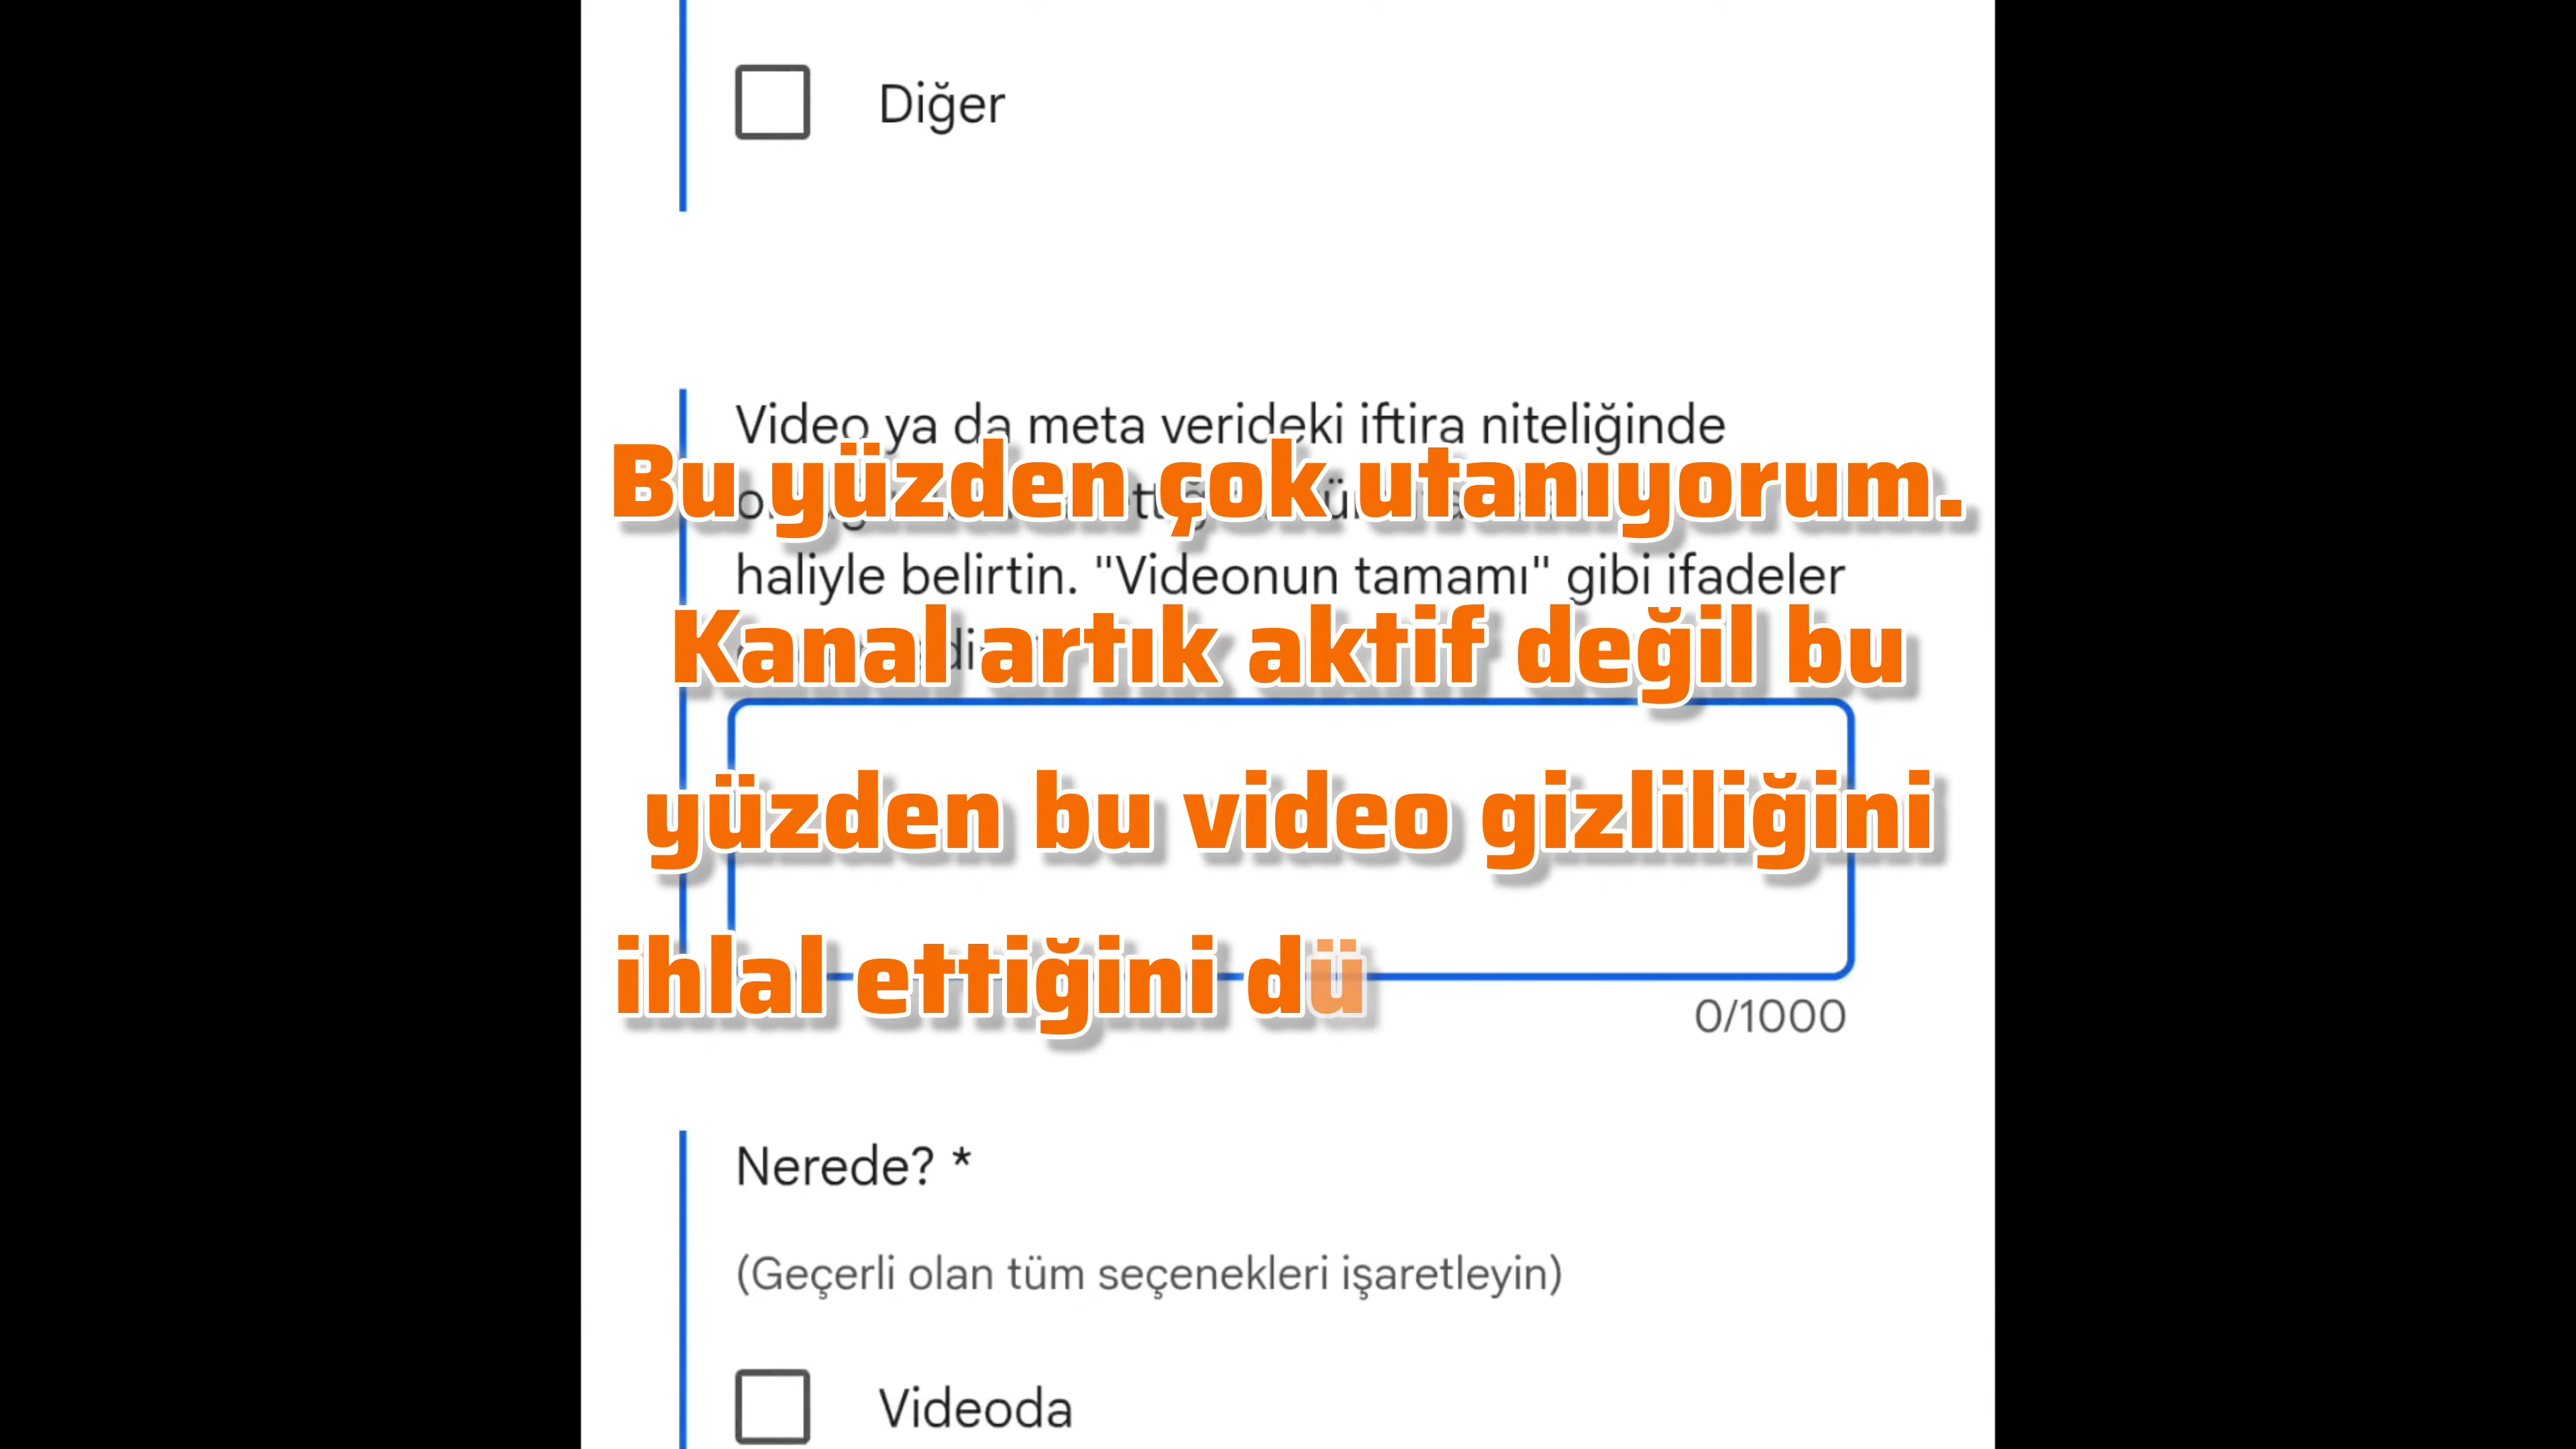 Diğer
Video ya da meta verideki iftira niteliğinde
haliyle belirtin. "Videonun tamamı" gibi ifadeler
Bu yüzden çok utanıyorum.
Kanal artık aktif değil bu
yüzden bu video gizliliğini
ihlal ettiğini dü
0/1000
Nerede? *
(Geçerli olan tüm seçenekleri işaretleyin)
Videoda